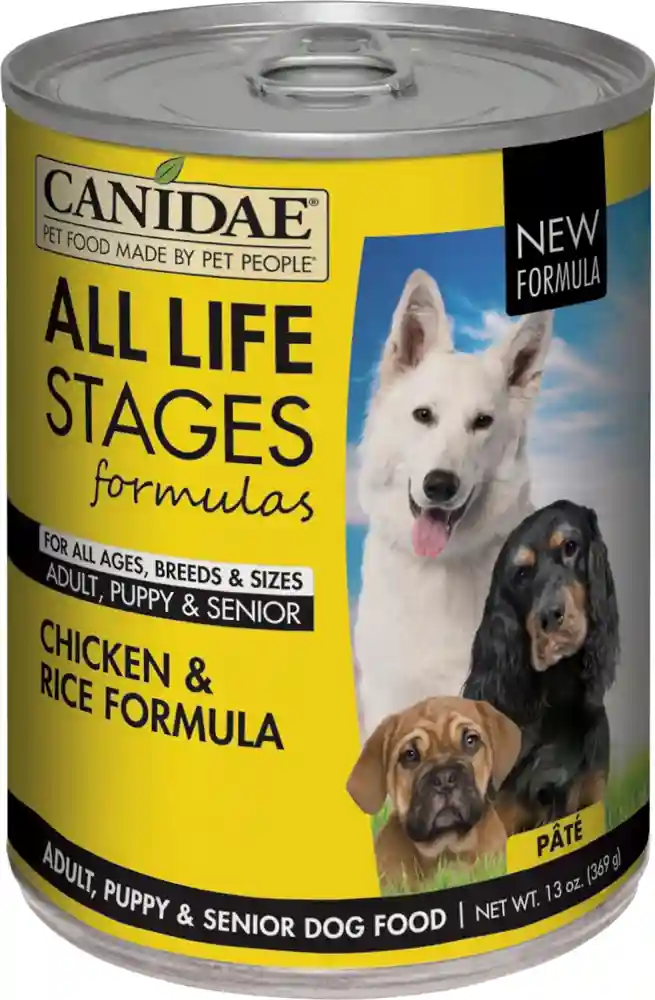 CANIDAE®
PET FOOD MADE BY PET PEOPLE®
NEW
FORMULA
ALL LIFE
STAGES
formulas
FOR ALL AGES, BREEDS & SIZES
ADULT, PUPPY & SENIOR
CHICKEN &
RICE FORMULA
PÂTÉ
ADULT, PUPPY & SENIOR DOG FOOD | NET WT. 13 oz. (369 g)